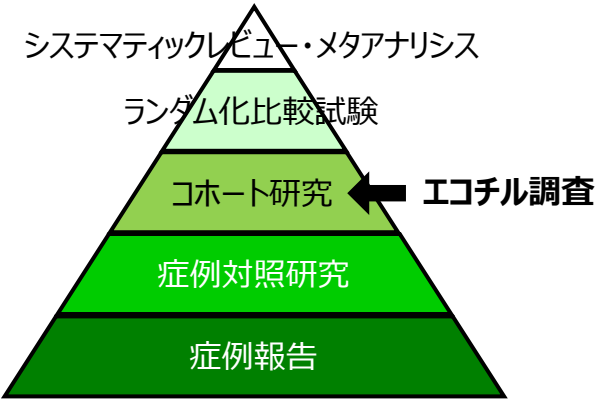 システマティックレビュー・メタアナリシス
ランダム化比較試験
コホート研究
エコチル調査
症例対照研究
症例報告